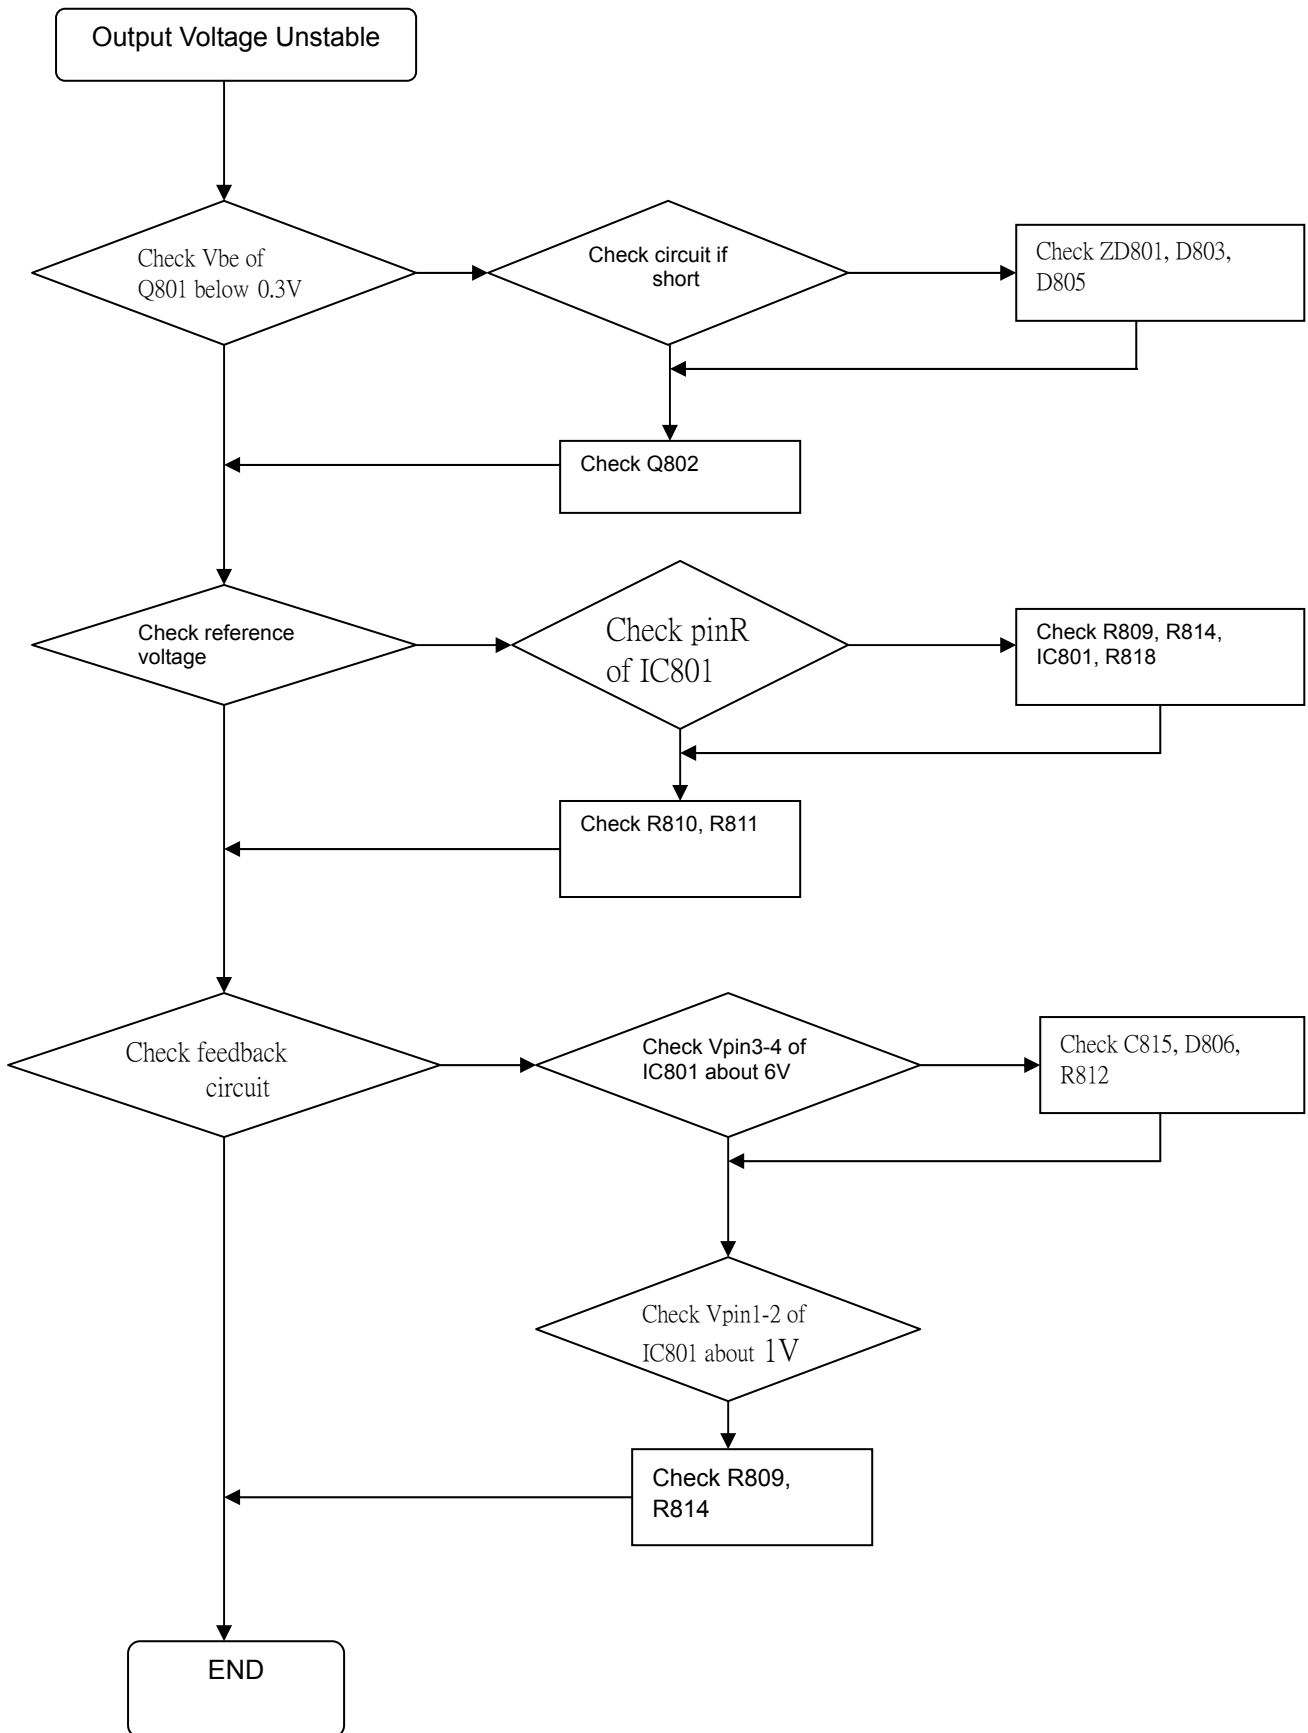 Output Voltage Unstable
Check Vbe of
Q801 below 0.3V
Check circuit if
short
Check ZD801, D803,
D805
Check Q802
Check reference
voltage
Check pinR
of IC801
Check R809, R814,
IC801, R818
Check R810, R811
Check feedback
circuit
Check Vpin3-4 of
IC801 about 6V
Check C815, D806,
R812
Check Vpin1-2 of
IC801 about 1V
Check R809,
R814
END